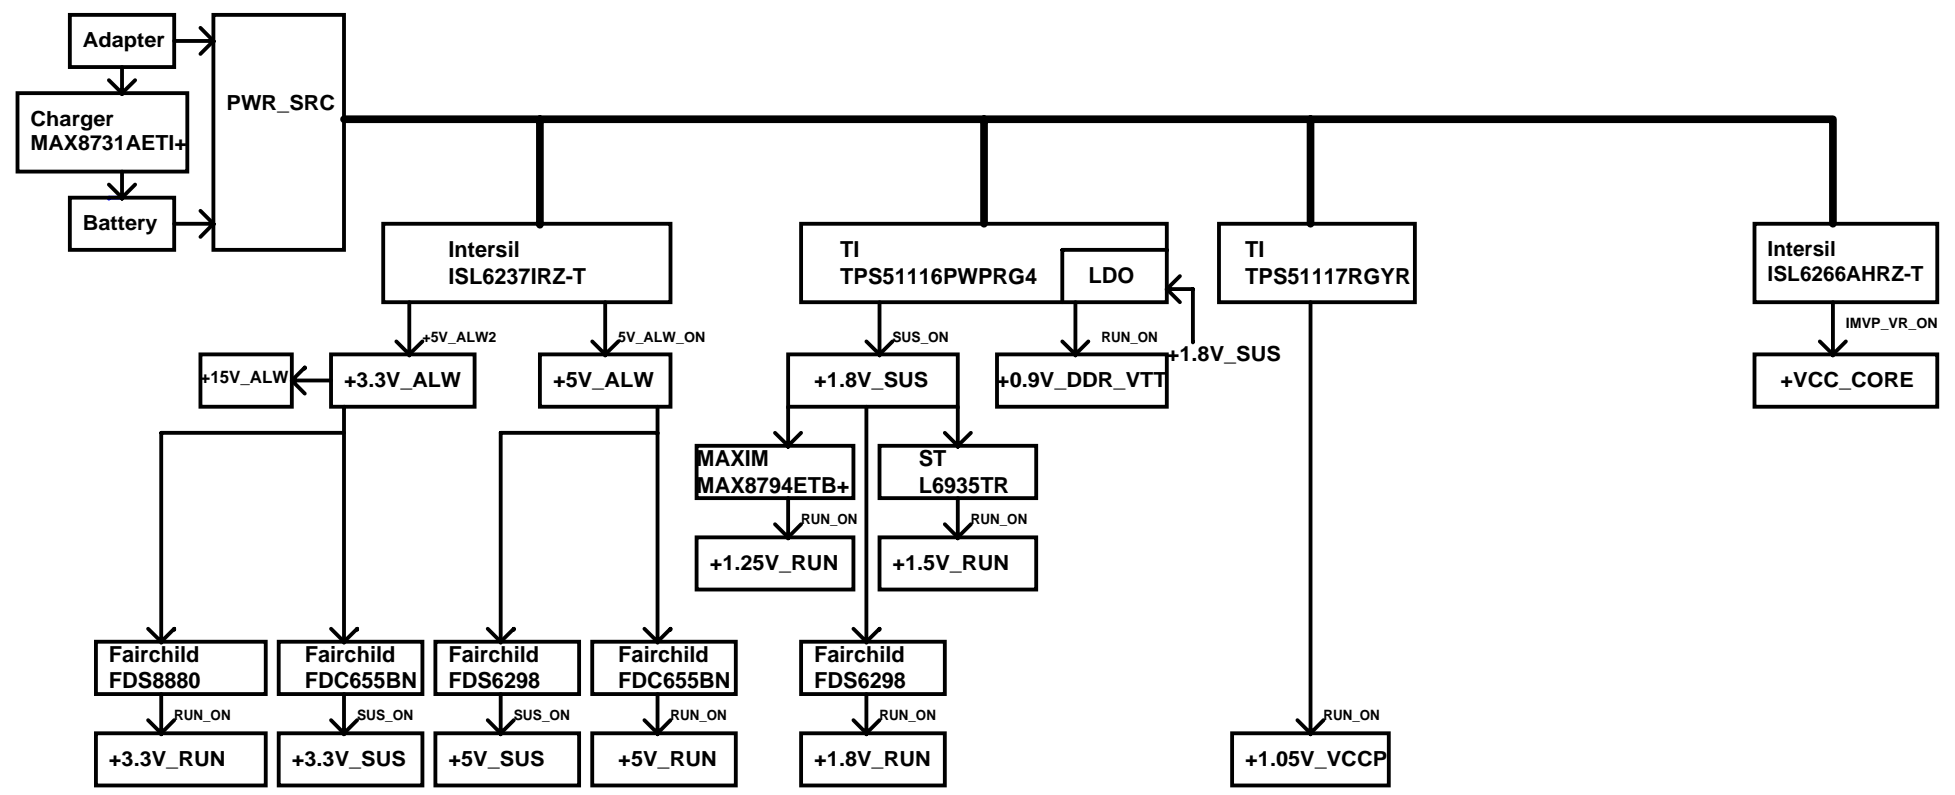 Adapter
PWR_SRC
Charger
MAX8731AETI+
Battery
Intersil
ISL6237IRZ-T
TI
TPS51116PWPRG4
LDO
TI
TPS51117RGYR
Intersil
ISL6266AHRZ-T
+5V_ALW2
5V_ALW_ON
SUS_ON
RUN_ON
+1.8V_SUS
IMVP_VR_ON
+15V_ALW
+3.3V_ALW
+5V_ALW
+1.8V_SUS
+0.9V_DDR_VTT
+VCC_CORE
MAXIM
MAX8794ETB+
ST
L6935TR
RUN_ON
RUN_ON
+1.25V_RUN
+1.5V_RUN
Fairchild
FDS8880
Fairchild
FDC655BN
Fairchild
FDS6298
Fairchild
FDC655BN
Fairchild
FDS6298
RUN_ON
SUS_ON
SUS_ON
RUN_ON
RUN_ON
RUN_ON
+3.3V_RUN
+3.3V_SUS
+5V_SUS
+5V_RUN
+1.8V_RUN
+1.05V_VCCP